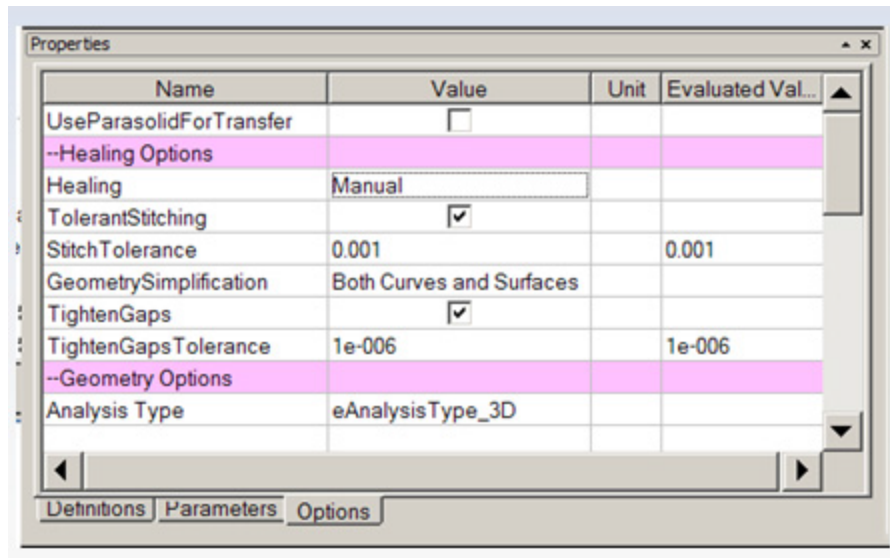 Properties
Name Value Unit Evaluated Val...
UseParasolidForTransfer
--Healing Options
Healing Manual
TolerantStitching
StitchTolerance 0.001 0.001
GeometrySimplification Both Curves and Surfaces
TightenGaps
TightenGapsTolerance 1e-006 1e-006
--Geometry Options
Analysis Type eAnalysisType_3D
Definitions Parameters Options